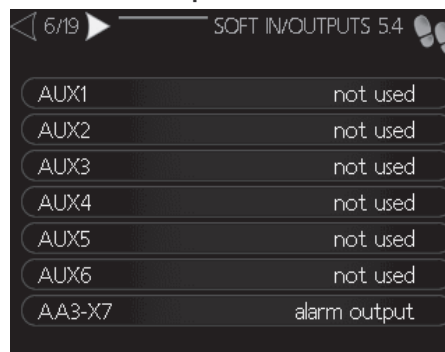 6/19 SOFT IN/OUTPUTS 5.4
AUX1 not used
AUX2 not used
AUX3 not used
AUX4 not used
AUX5 not used
AUX6 not used
AA3-X7 alarm output